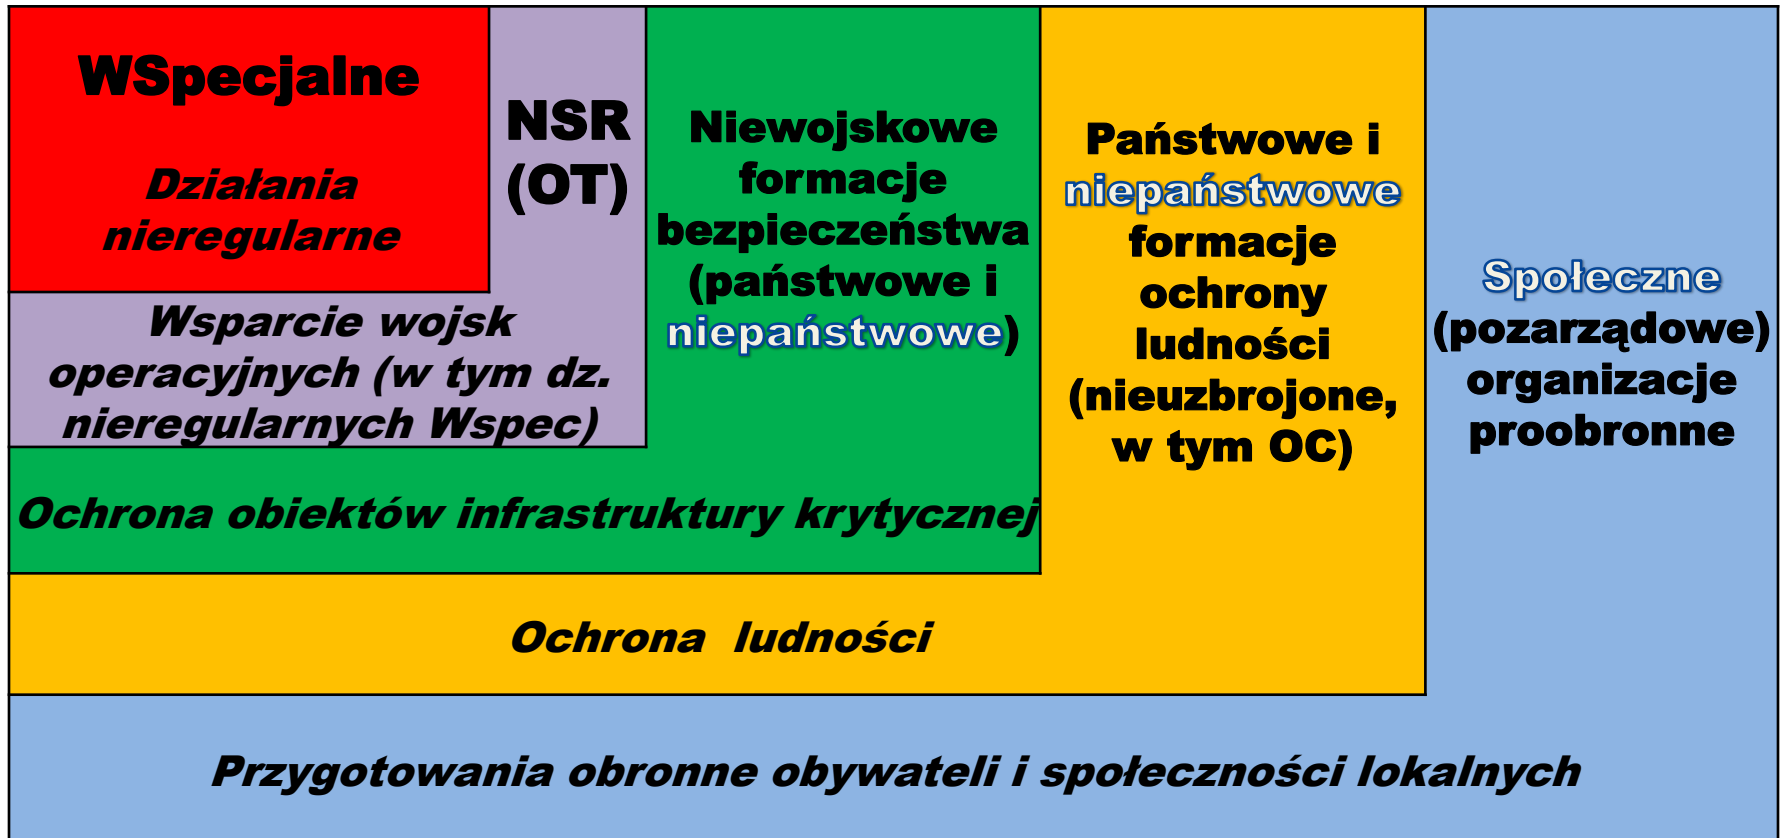 WSpecjalne
Działania
nieregularne
NSR
(OT)
Wsparcie wojsk
operacyjnych (w tym dz.
nieregularnych Wspec)
Niewojskowe
formacje
bezpieczeństwa
(państwowe i
niepaństwowe)
Ochrona obiektów infrastruktury krytycznej
Państwowe i
niepaństwowe
formacje
ochrony
ludności
(nieuzbrojone,
w tym OC)
Ochrona ludności
Społeczne
(pozarządowe)
organizacje
proobronne
Przygotowania obronne obywateli i społeczności lokalnych